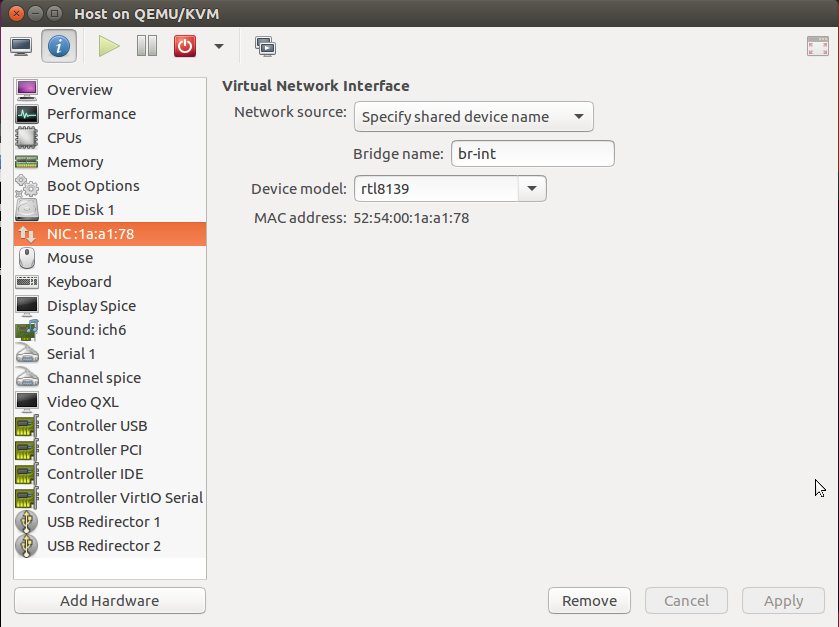 Host on QEMU/KVM
Overview
Performance
CPUs
Memory
Boot Options
IDE Disk 1
NIC :1a:a1:78
Mouse
Keyboard
Display Spice
Sound: ich6
Serial 1
Channel spice
Video QXL
Controller USB
Controller PCI
Controller IDE
Controller VirtIO Serial
USB Redirector 1
USB Redirector 2
Add Hardware
Virtual Network Interface
Network source: Specify shared device name
Bridge name: br-int
Device model: rtl8139
MAC address: 52:54:00:1a:a1:78
Remove Cancel Apply